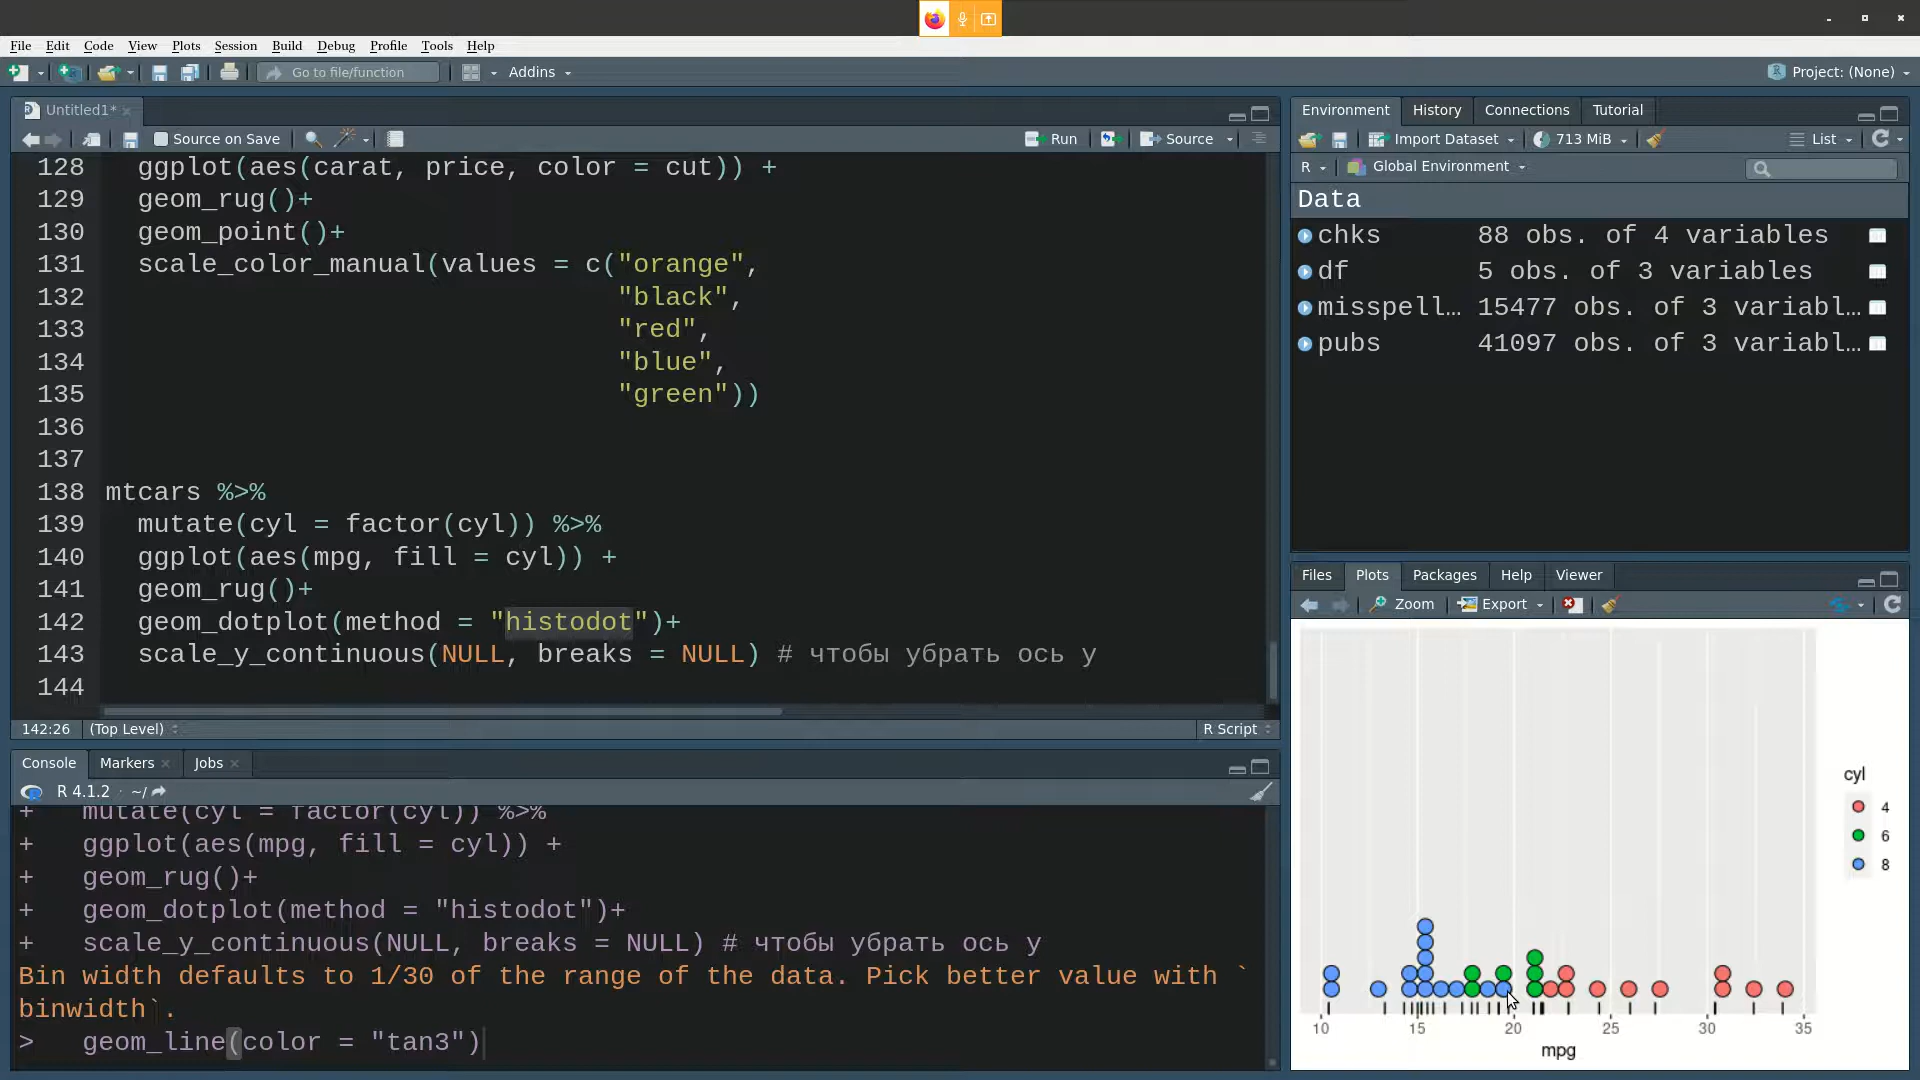 File Edit Code View Plots Session Build Debug Profile Tools Help
Go to file/function Addins Project: (None)
Untitled1*
Source on Save Run Source
128 ggplot(aes(carat, price, color = cut)) +
129 geom_rug()+
130 geom_point()+
131 scale_color_manual(values = c("orange",
132 "black",
133 "red",
134 "blue",
135 "green"))
136
137
138 mtcars %>%
139 mutate(cyl = factor(cyl)) %>%
140 ggplot(aes(mpg, fill = cyl)) +
141 geom_rug()+
142 geom_dotplot(method = "histodot")+
143 scale_y_continuous(NULL, breaks = NULL) # чтобы убрать ось y
144
142:26 (Top Level) R Script
Console Markers Jobs
R 4.1.2 · ~/
+ mutate(cyl = factor(cyl)) %>%
+ ggplot(aes(mpg, fill = cyl)) +
+ geom_rug()+
+ geom_dotplot(method = "histodot")+
+ scale_y_continuous(NULL, breaks = NULL) # чтобы убрать ось y
Bin width defaults to 1/30 of the range of the data. Pick better value with `
binwidth`.
> geom_line(color = "tan3")
Environment History Connections Tutorial
Import Dataset 713 MiB List
R Global Environment
Data
chks 88 obs. of 4 variables
df 5 obs. of 3 variables
misspell… 15477 obs. of 3 variabl…
pubs 41097 obs. of 3 variabl…
Files Plots Packages Help Viewer
Zoom Export
cyl
4
6
8
10 15 20 25 30 35
mpg